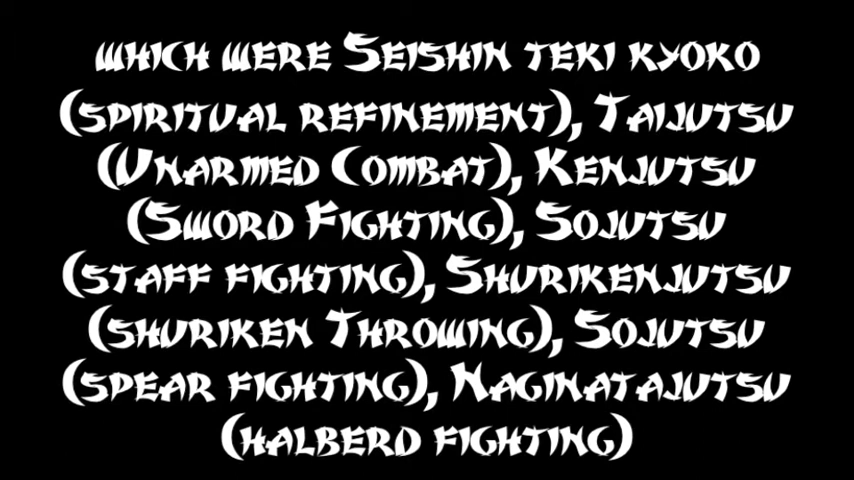 which were Seishin teki kyoko
(spiritual refinement), Taijutsu
(Unarmed Combat), Kenjutsu
(Sword Fighting), Sojutsu
(staff fighting), Shurikenjutsu
(shuriken Throwing), Sojutsu
(spear fighting), Naginatajutsu
(halberd fighting)